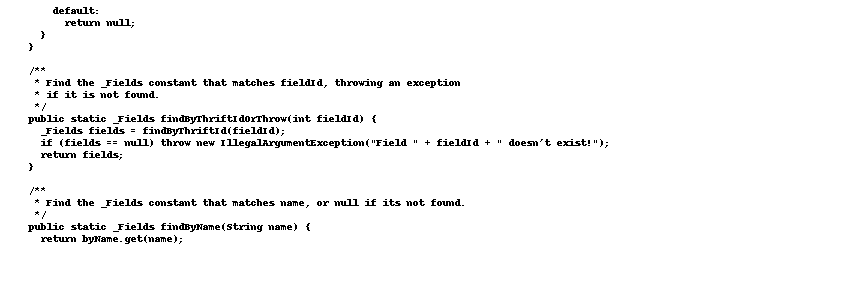 default:
return null;
}
}
/**
* Find the _Fields constant that matches fieldId, throwing an exception
* if it is not found.
*/
public static _Fields findByThriftIdOrThrow(int fieldId) {
_Fields fields = findByThriftId(fieldId);
if (fields == null) throw new IllegalArgumentException("Field " + fieldId + " doesn't exist!");
return fields;
}
/**
* Find the _Fields constant that matches name, or null if its not found.
*/
public static _Fields findByName(String name) {
return byName.get(name);